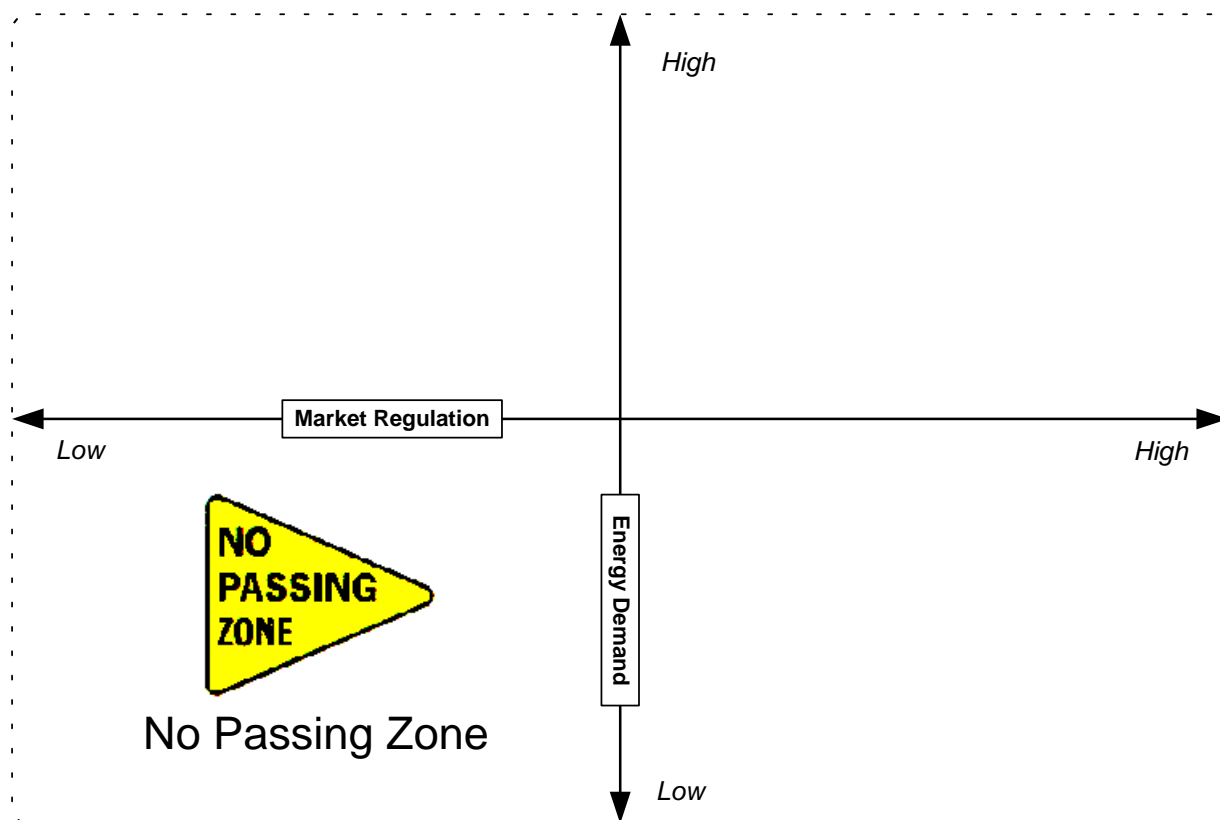 High
Market Regulation
Low
High
NO
PASSING
ZONE
Energy Demand
No Passing Zone
Low